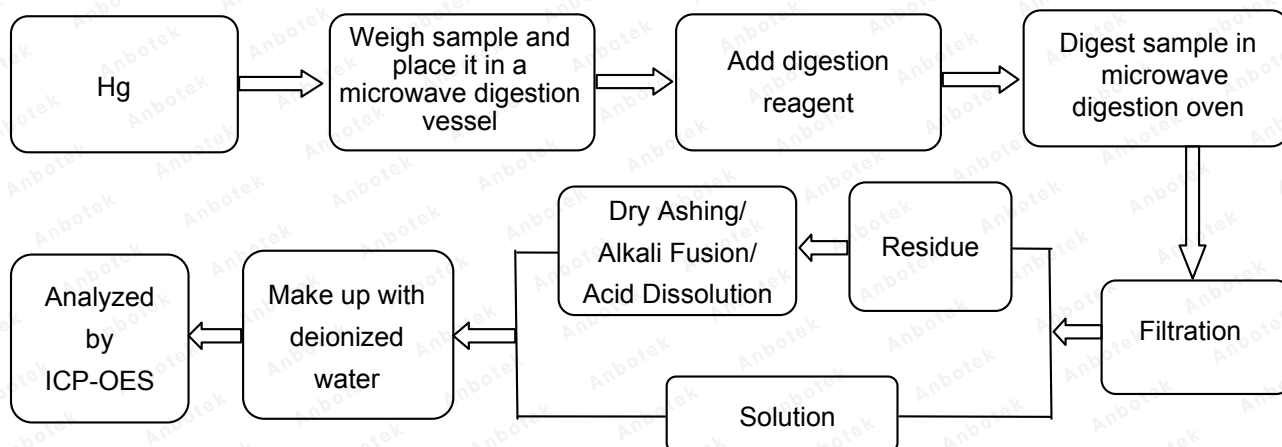 Hg
Weigh sample and
place it in a
microwave digestion
vessel
Add digestion
reagent
Digest sample in
microwave
digestion oven
Filtration
Residue
Dry Ashing/
Alkali Fusion/
Acid Dissolution
Solution
Make up with
deionized
water
Analyzed
by
ICP-OES
Anbotek